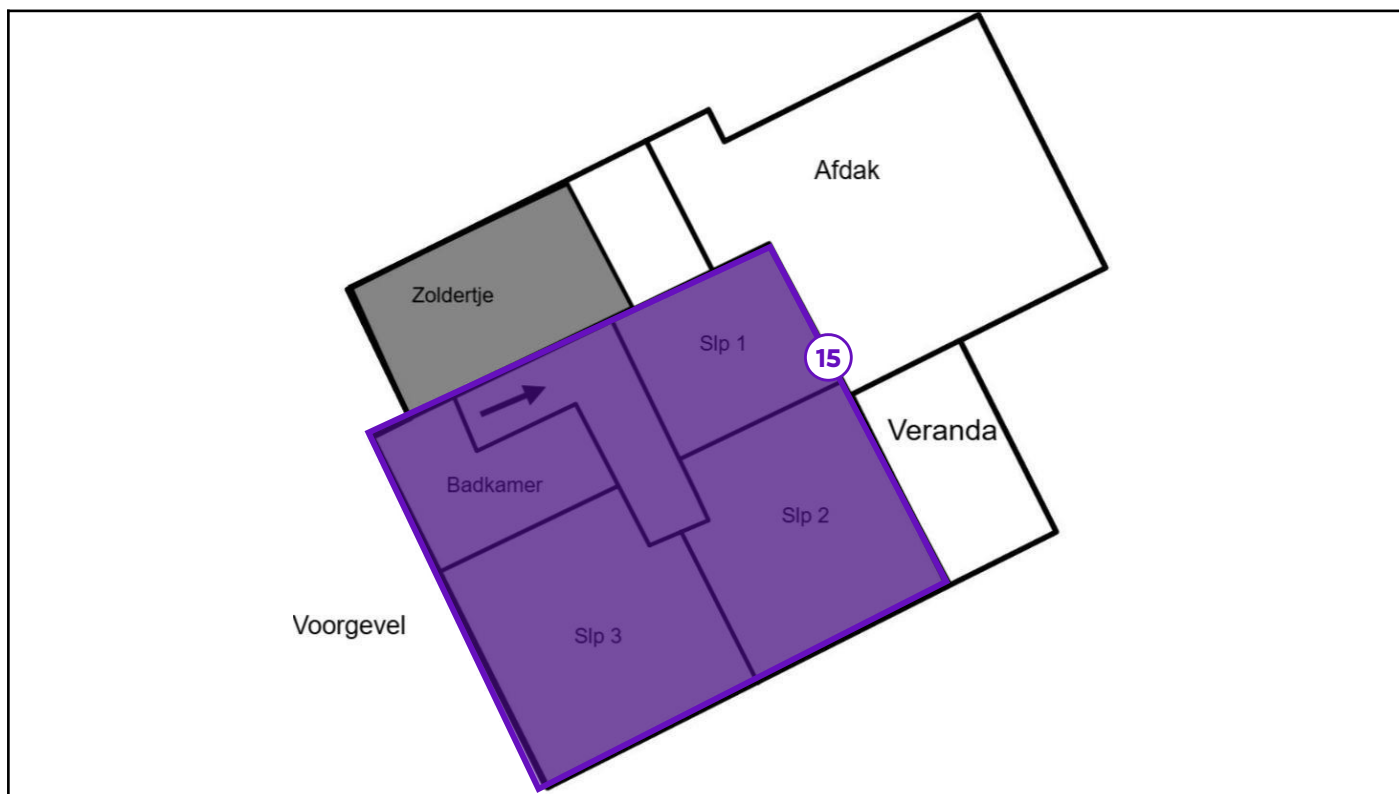 Afdak
Zoldertje
Slp 1
15
Veranda
Badkamer
Slp 2
Voorgevel
Slp 3